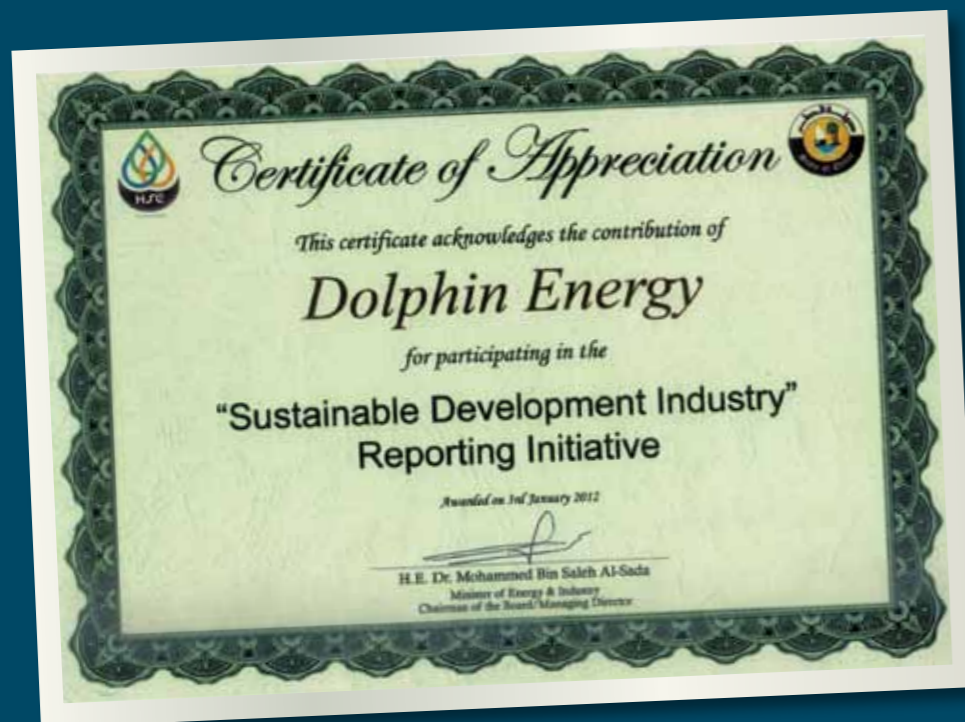 Certificate of Appreciation
HSE
This certificate acknowledges the contribution of
Dolphin Energy
for participating in the
“Sustainable Development Industry”
Reporting Initiative
Awarded on 3rd January 2012
H.E. Dr. Mohammed Bin Saleh Al-Sada
Minister of Energy & Industry
Chairman of the Board/Managing Director